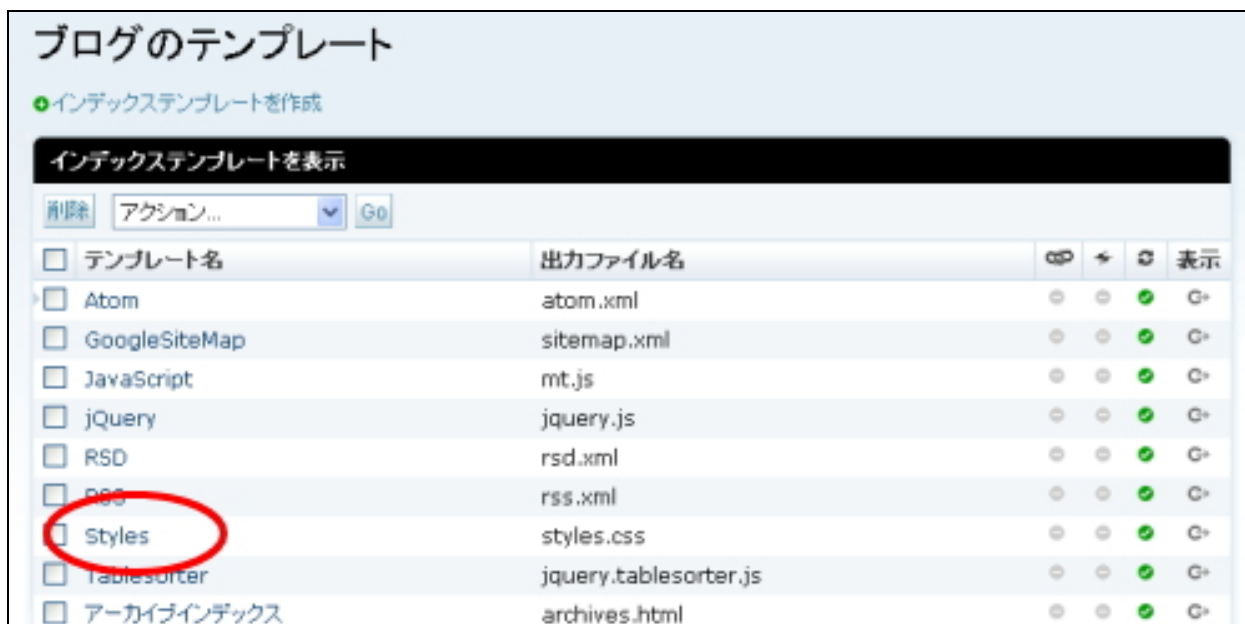 ブログのテンプレート
インデックステンプレートを作成
インデックステンプレートを表示
削除 アクション... Go
テンプレート名 出力ファイル名 表示
Atom atom.xml
GoogleSiteMap sitemap.xml
JavaScript mt.js
jQuery jquery.js
RSD rsd.xml
RSS rss.xml
Styles styles.css
Tablesorter jquery.tablesorter.js
アーカイブインデックス archives.html